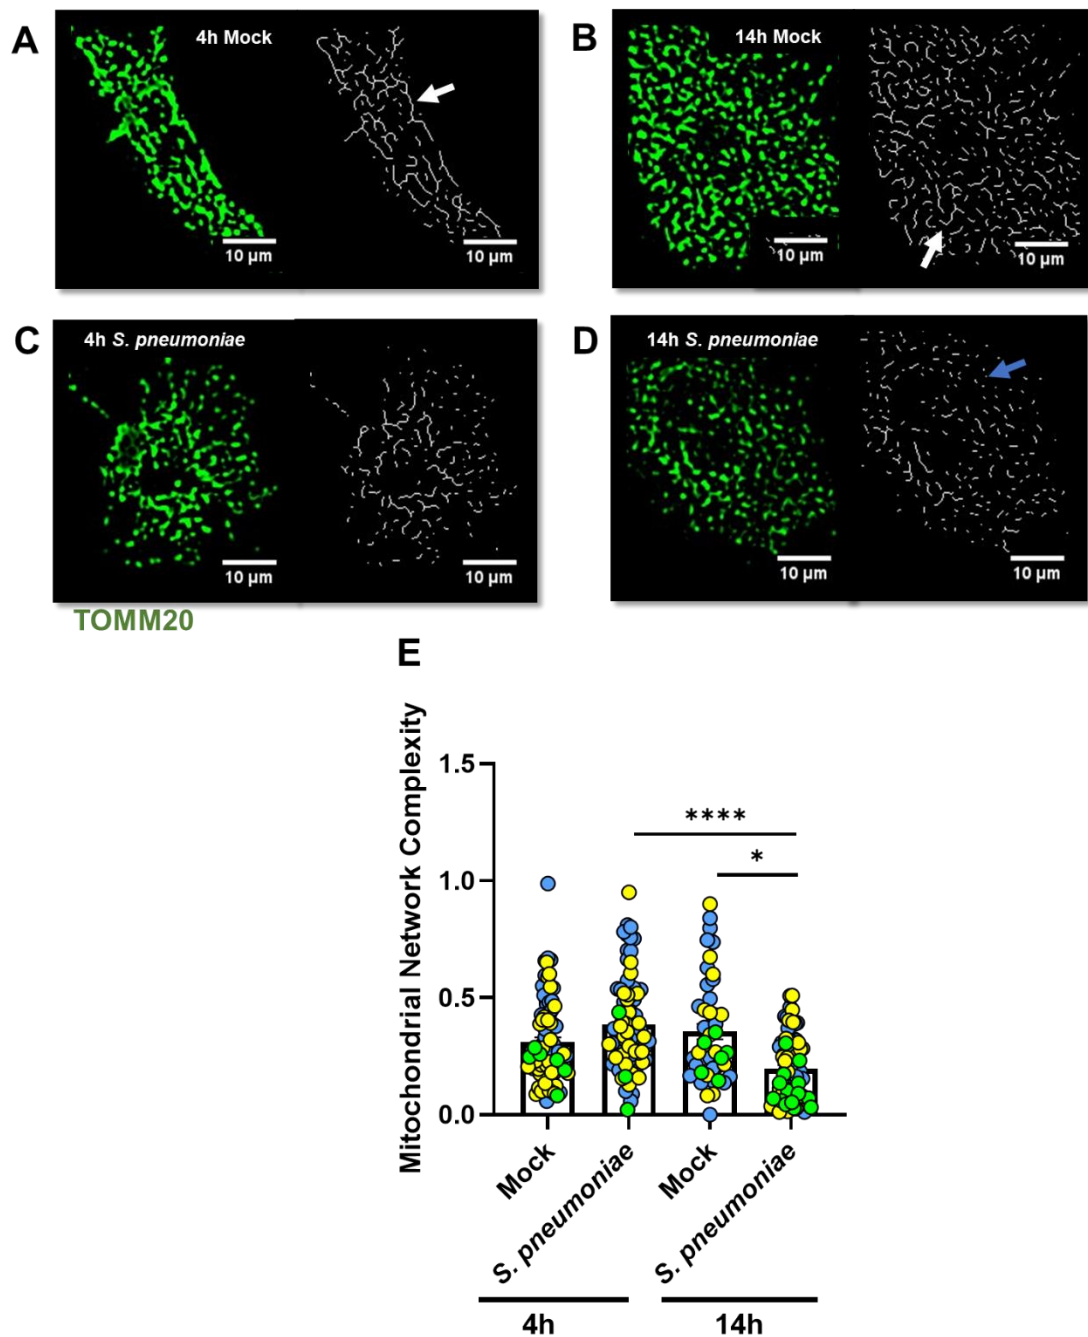 A
4h Mock
10 µm
10 µm
B
14h Mock
10 µm
10 µm
C
4h S. pneumoniae
10 µm
10 µm
D
14h S. pneumoniae
10 µm
10 µm
TOMM20
E
Mitochondrial Network Complexity
1.5
1.0
0.5
0.0
****
*
Mock
S. pneumoniae
Mock
S. pneumoniae
4h
14h